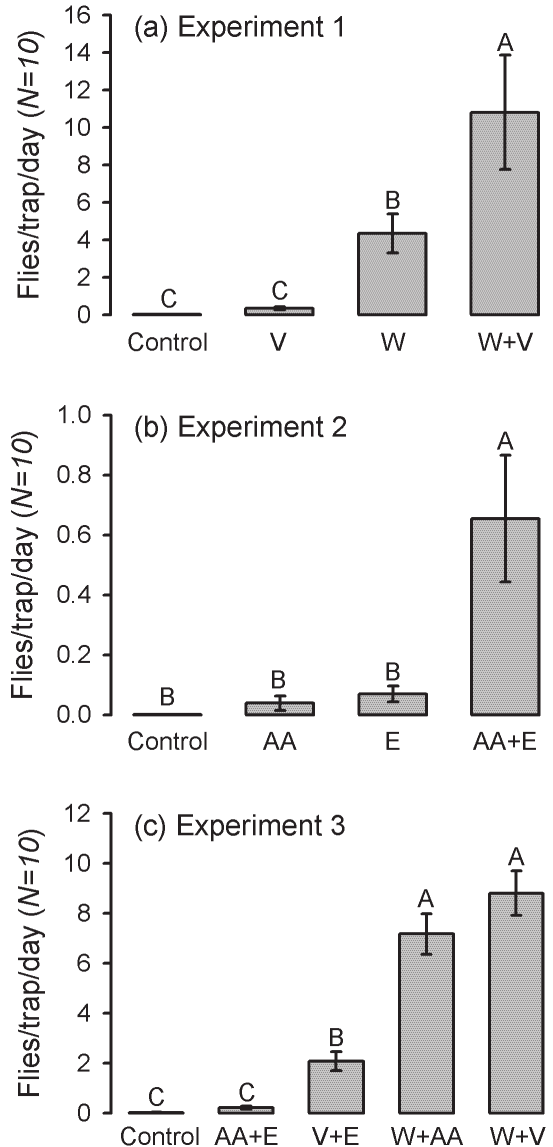 (a) Experiment 1
Flies/trap/day (N=10)
16
14
12
10
8
6
4
2
0
C
C
B
A
Control V W W+V
(b) Experiment 2
Flies/trap/day (N=10)
1.0
0.8
0.6
0.4
0.2
0.0
B
B
B
A
Control AA E AA+E
(c) Experiment 3
Flies/trap/day (N=10)
12
10
8
6
4
2
0
C
C
B
A
A
Control AA+E V+E W+AA W+V